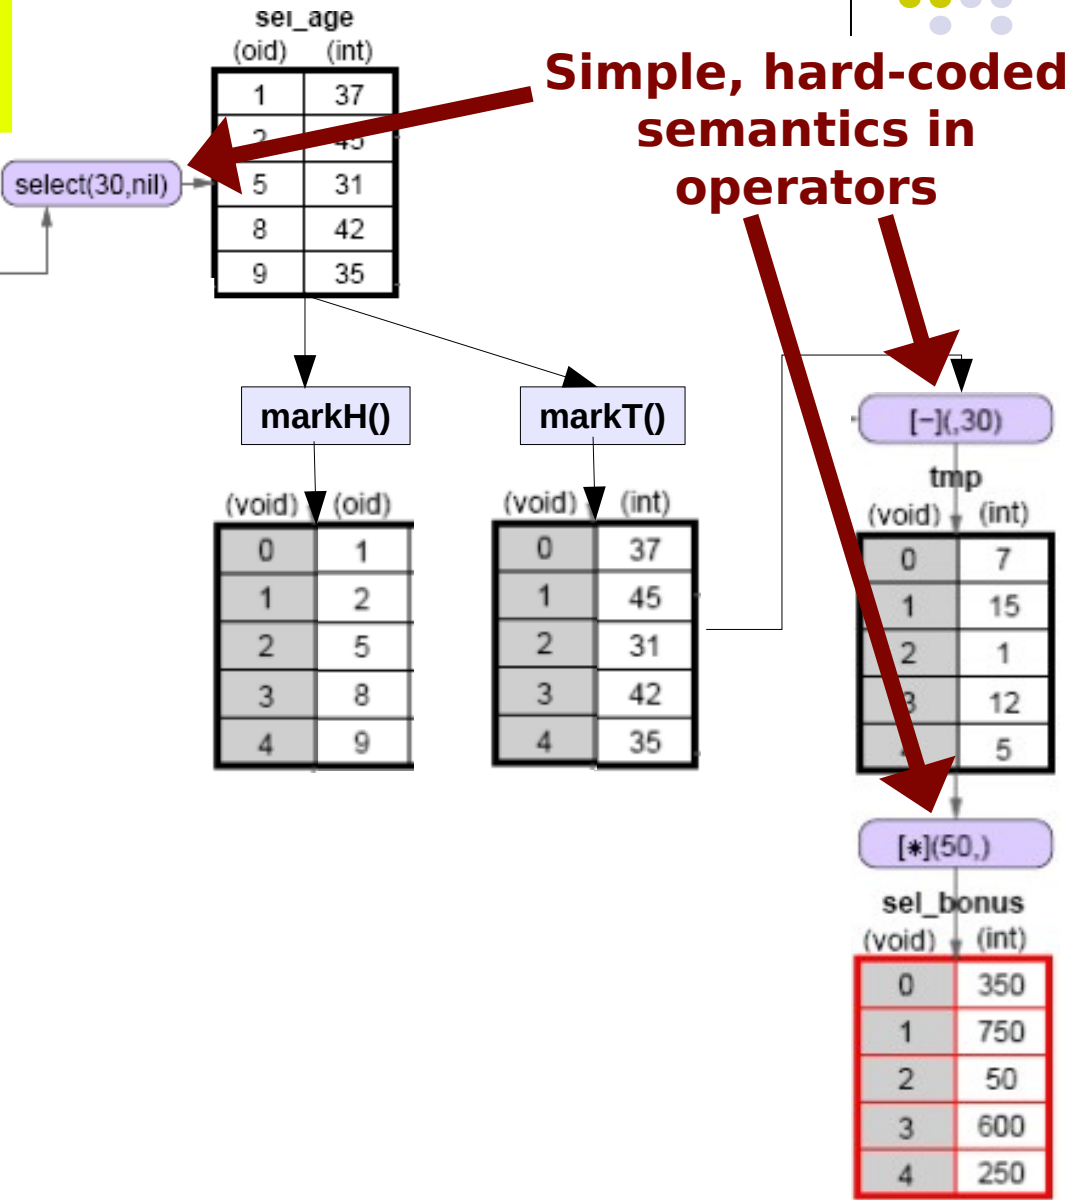 sel_age
(oid) (int)
1 37
2 45
5 31
8 42
9 35
Simple, hard-coded
semantics in
operators
select(30,nil)
markH()
markT()
(void) (oid)
0 1
1 2
2 5
3 8
4 9
(void) (int)
0 37
1 45
2 31
3 42
4 35
[−](,30)
tmp
(void) (int)
0 7
1 15
2 1
3 12
5
[*](50,)
sel_bonus
(void) (int)
0 350
1 750
2 50
3 600
4 250